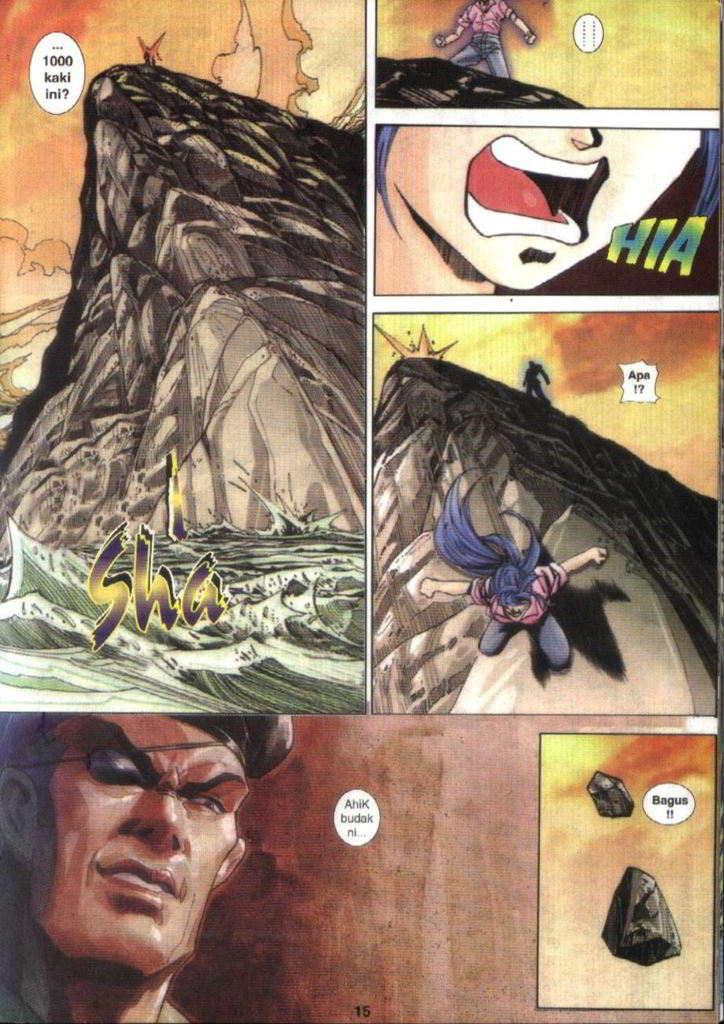 ...
1000
kaki
ini?
I
Sha
.....
HIA
Apa
!?
AhiK
budak
ni...
Bagus
!!
15